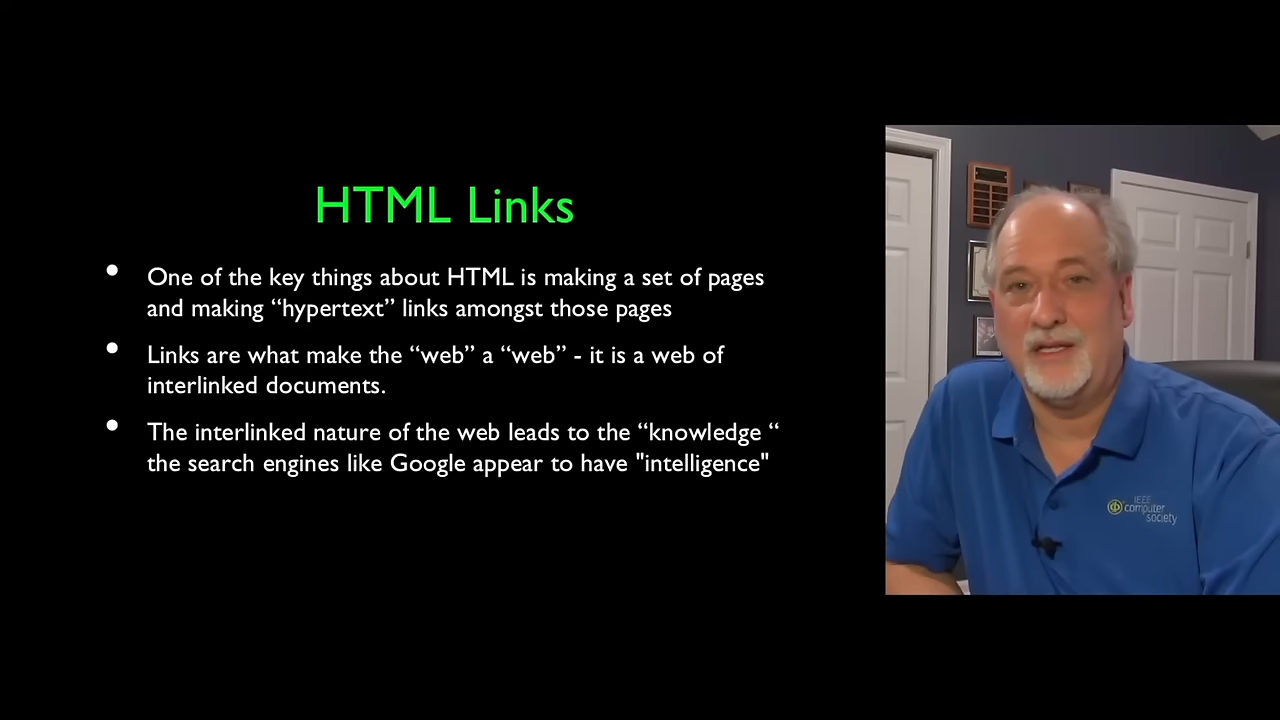 HTML Links
• One of the key things about HTML is making a set of pages
and making “hypertext” links amongst those pages
• Links are what make the “web” a “web” - it is a web of
interlinked documents.
• The interlinked nature of the web leads to the “knowledge “
the search engines like Google appear to have "intelligence"
IEEE
computer
society